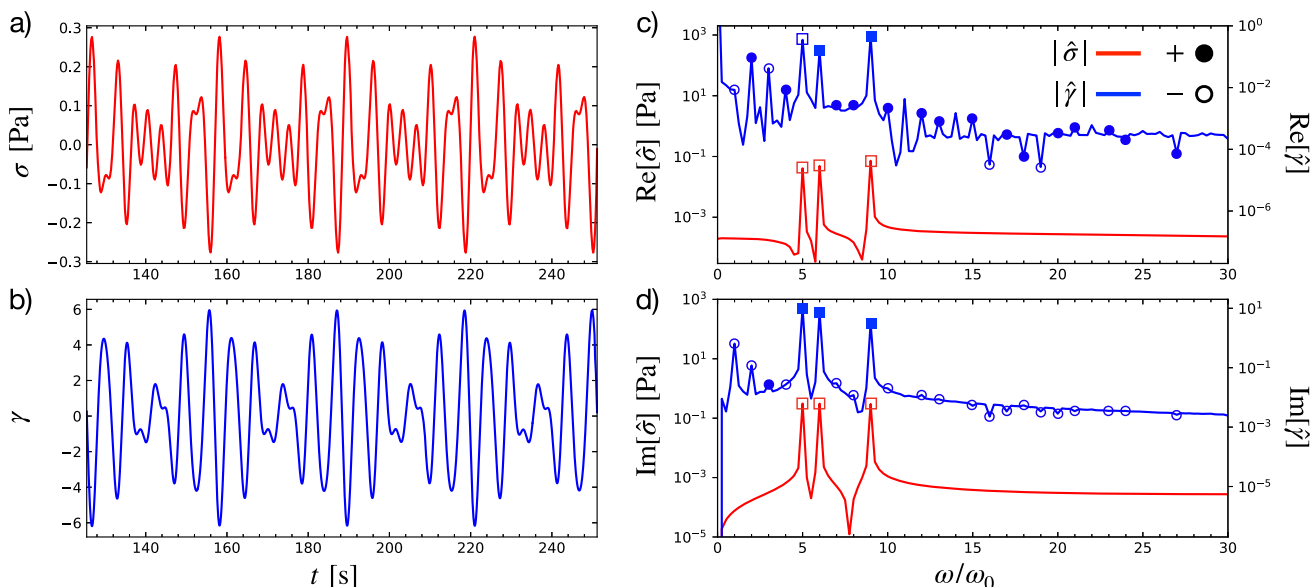 a)
σ [Pa]
0.3
0.2
0.1
0.0
−0.1
−0.2
−0.3
140 160 180 200 220 240
b)
γ
6
4
2
0
−2
−4
−6
140 160 180 200 220 240
t [s]
c)
Re[σ̂] [Pa]
10³
10¹
10⁻¹
10⁻³
|σ̂| + ●
|γ̂| − ○
10⁰
10⁻²
10⁻⁴
10⁻⁶
Re[γ̂]
0 5 10 15 20 25 30
d)
Im[σ̂] [Pa]
10³
10¹
10⁻¹
10⁻³
10⁻⁵
10¹
10⁻¹
10⁻³
10⁻⁵
Im[γ̂]
0 5 10 15 20 25 30
ω/ω₀